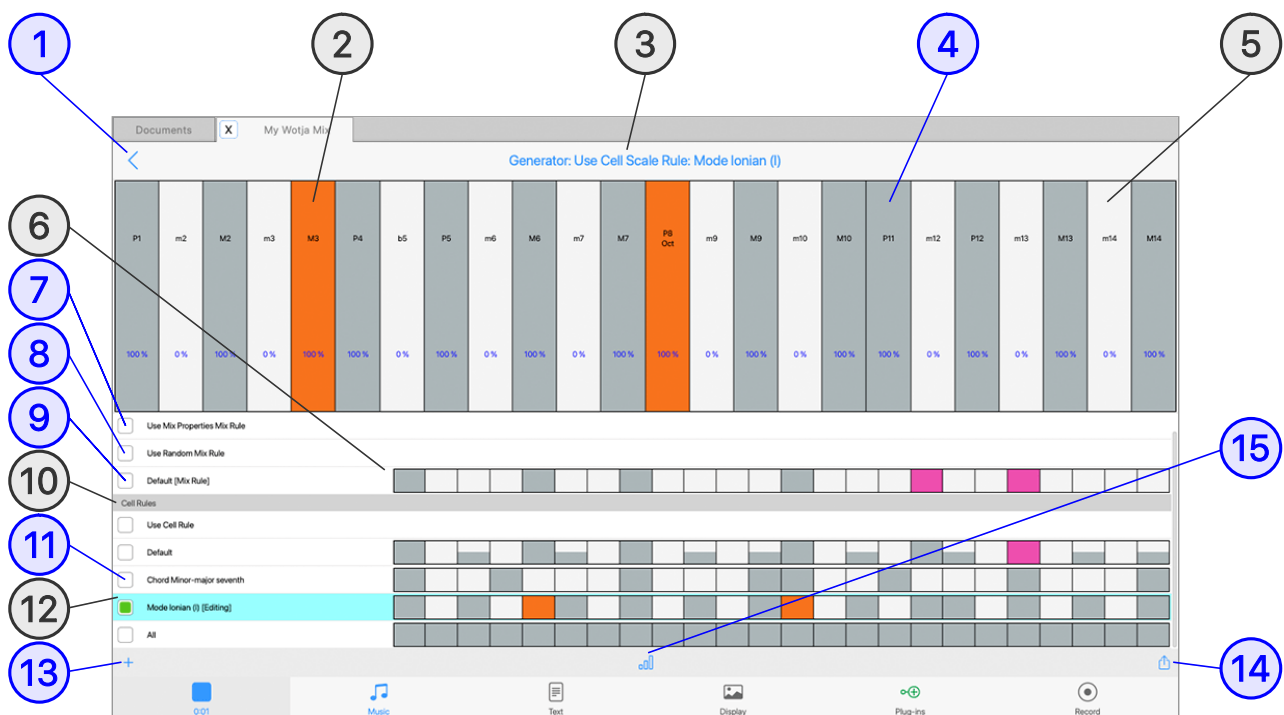 1 2 3 4 5
Documents X My Wotja Mix
Generator: Use Cell Scale Rule: Mode Ionian (I)
6
P1 m2 M2 m3 M3 P4 b5 P5 m6 M6 m7 M7 P8 Oct m9 M9 m10 M10 P11 m12 P12 m13 M13 m14 M14
7
8
100 % 0 % 100 % 0 % 100 % 100 % 0 % 100 % 0 % 100 % 0 % 100 % 100 % 0 % 100 % 0 % 100 % 100 % 0 % 100 % 0 % 100 % 0 % 100 %
9
Use Mix Properties Mix Rule
15
Use Random Mix Rule
10
Default [Mix Rule]
Cell Rules
11
Use Cell Rule
Default
Chord Minor-major seventh
12
Mode Ionian (I) [Editing]
All
13 + 14
0:01 Music Text Display Plug-ins Record